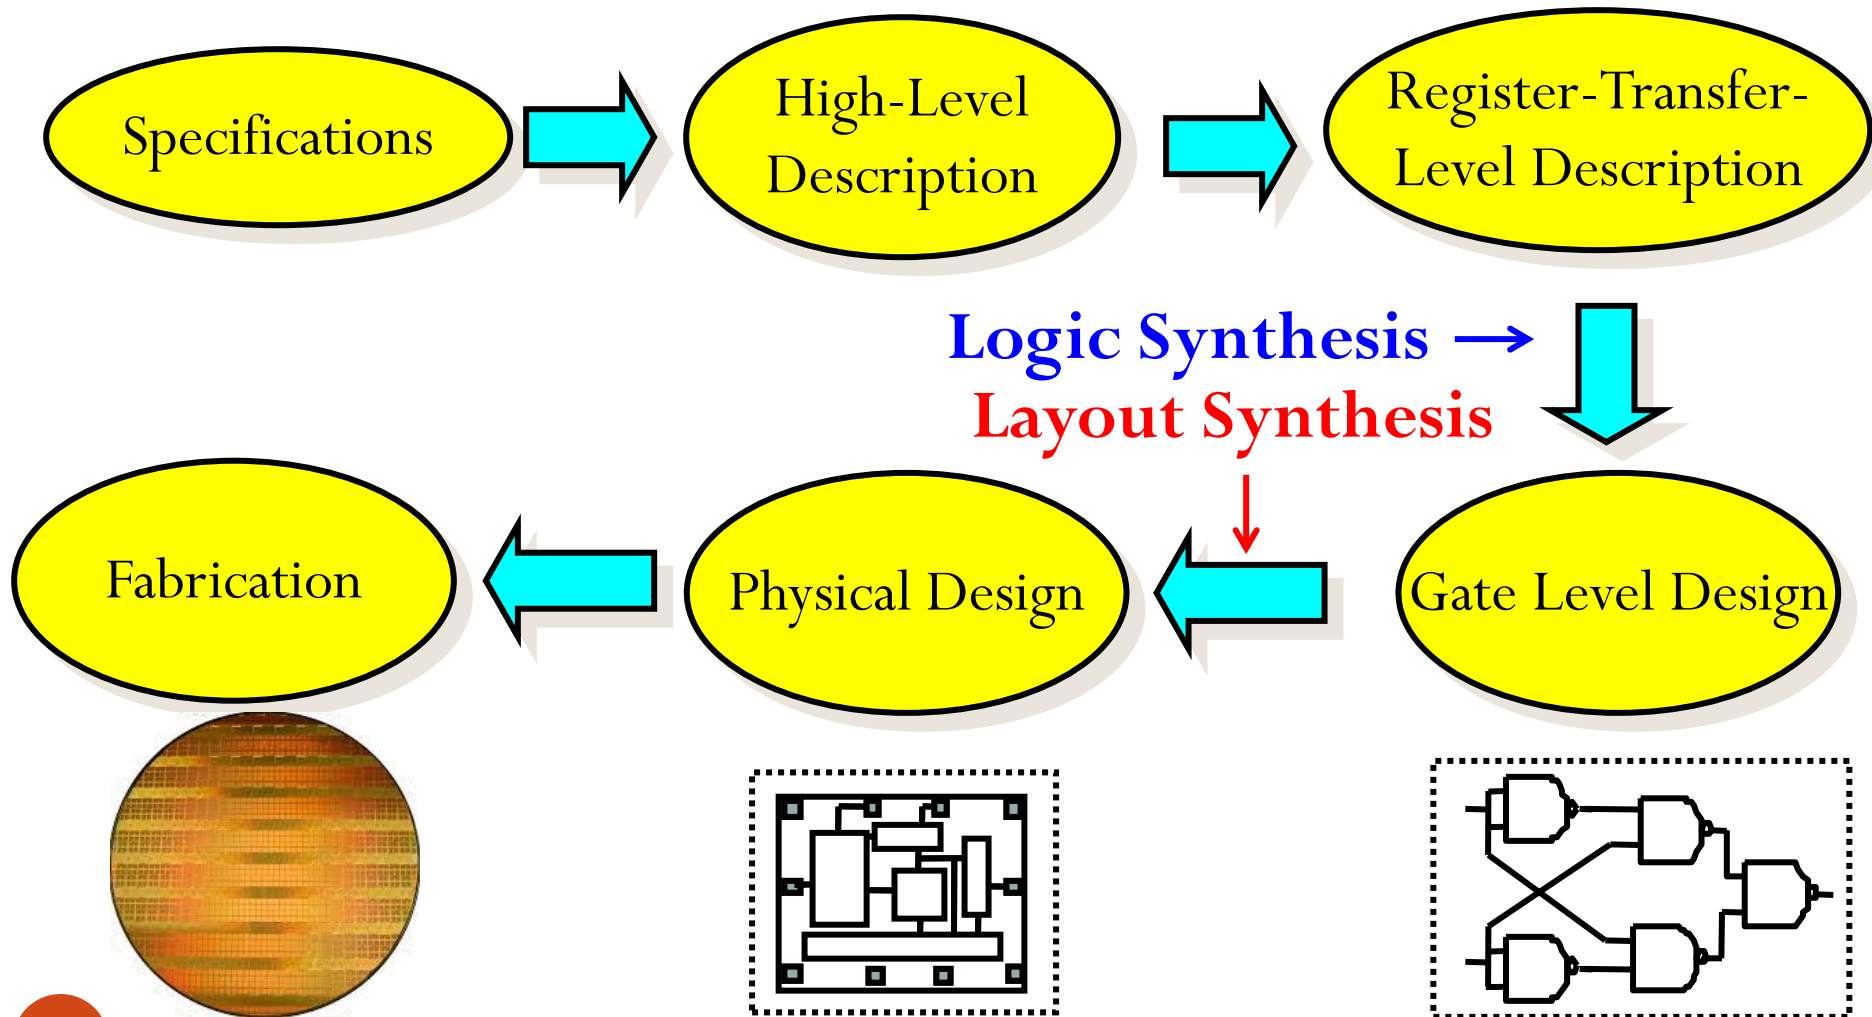 Specifications
High-Level
Description
Register-Transfer-
Level Description
Logic Synthesis
Layout Synthesis
Fabrication
Physical Design
Gate Level Design